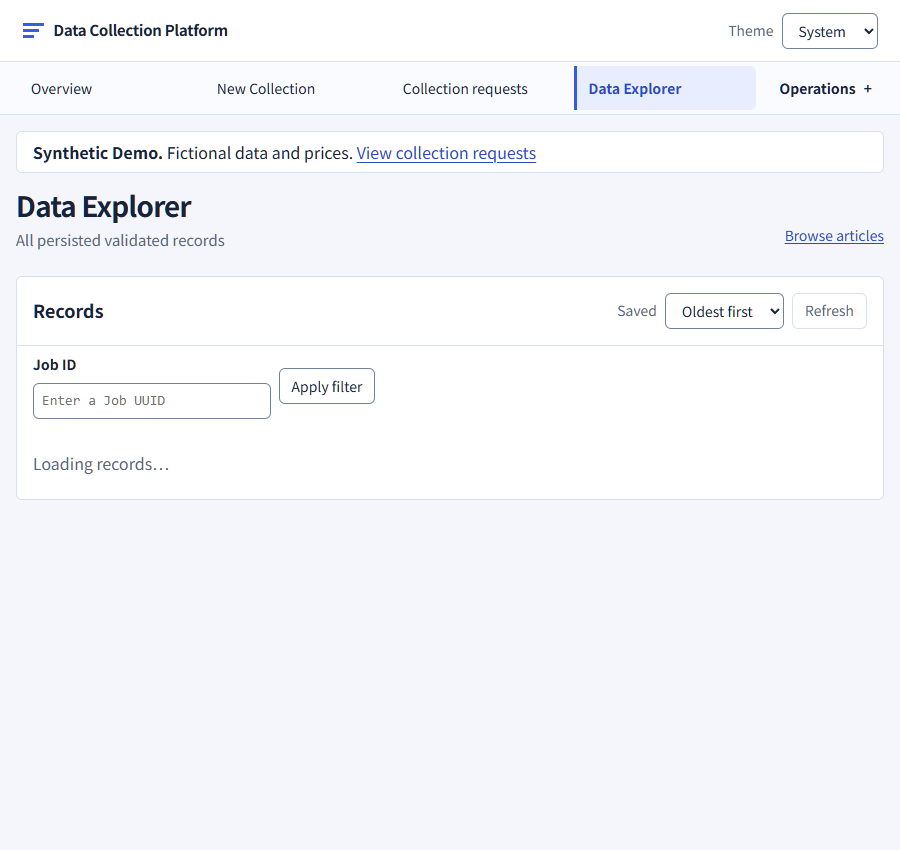 Data Collection Platform
Theme
System
Overview
New Collection
Collection requests
Data Explorer
Operations +
Synthetic Demo. Fictional data and prices. View collection requests
Data Explorer
All persisted validated records
Browse articles
Records
Saved
Oldest first
Refresh
Job ID
Enter a Job UUID
Apply filter
Loading records…